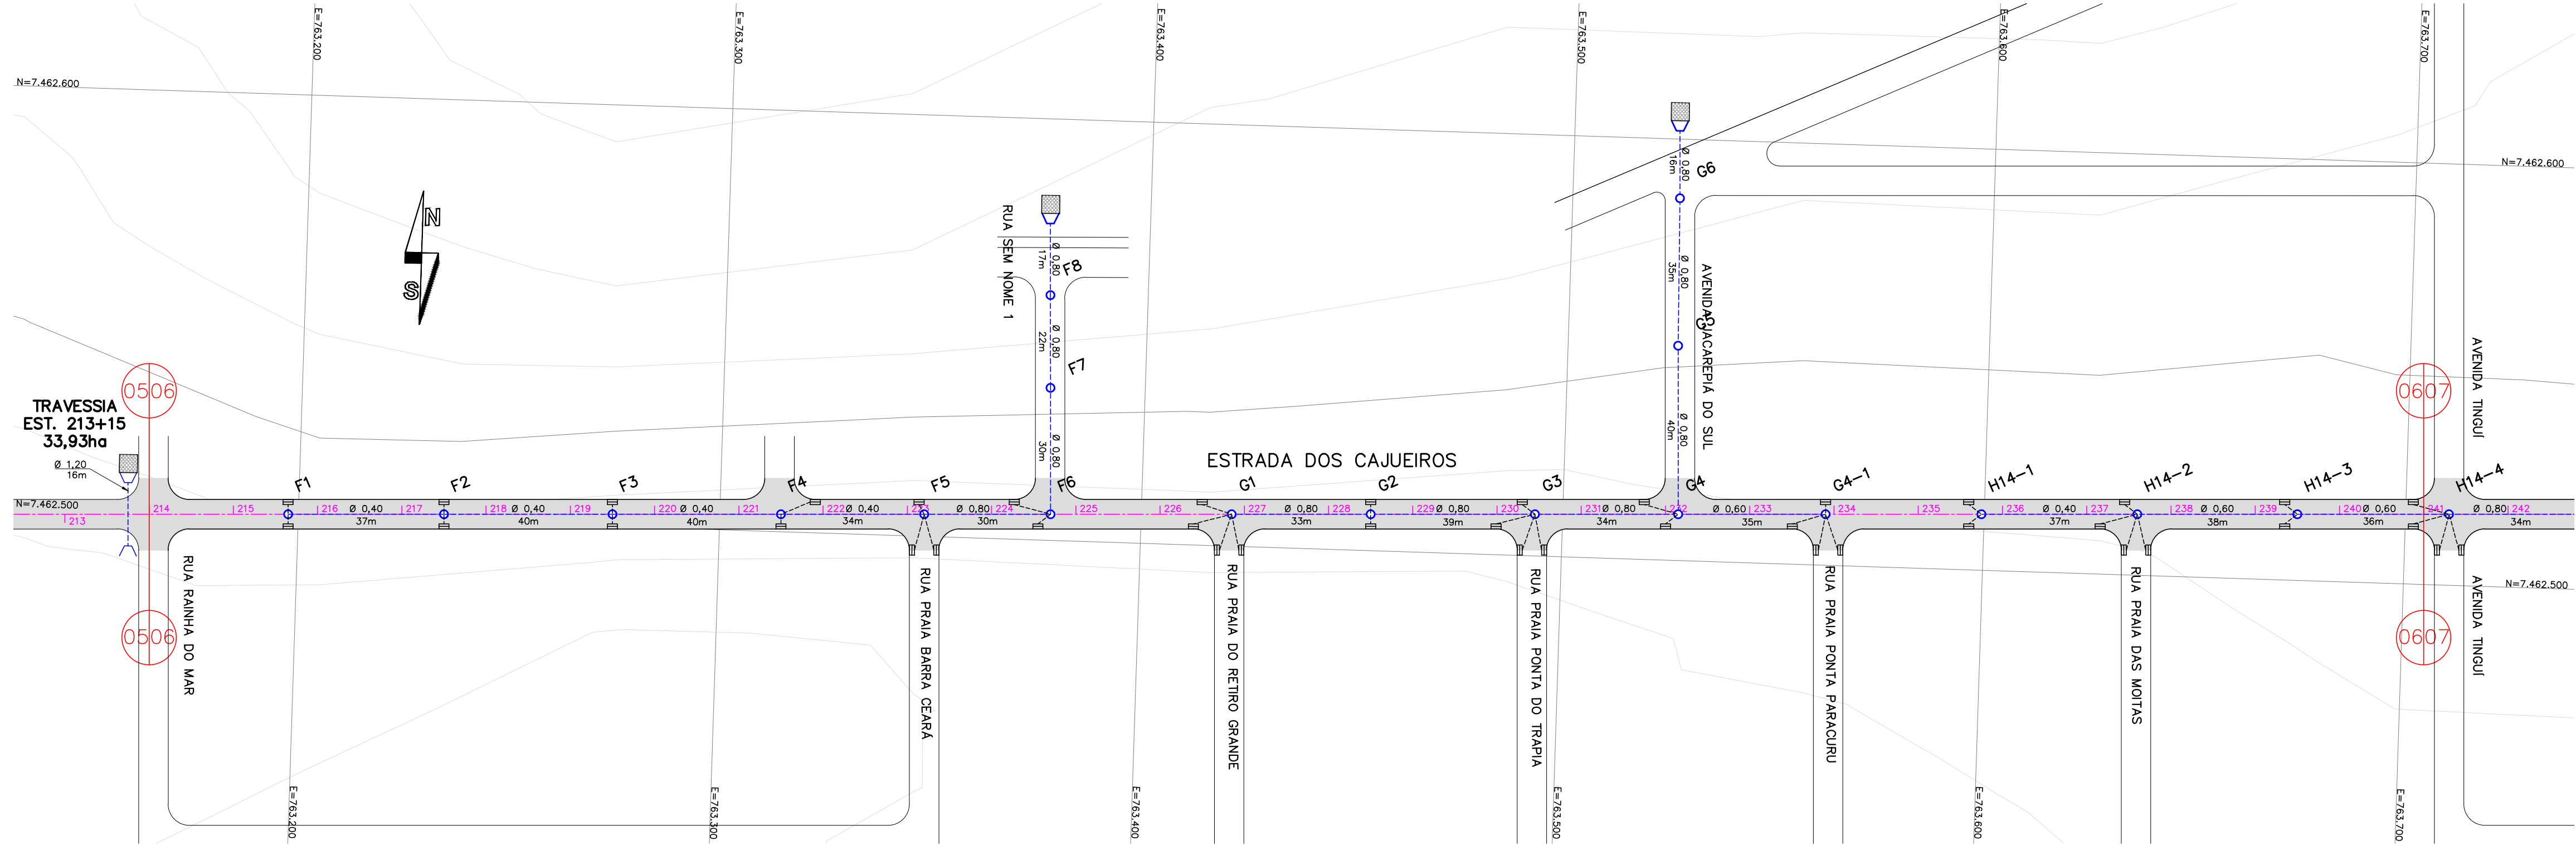 E=763.200
E=763.300
E=763.400
E=763.500
E=763.600
E=763.700
N=7.462.600
N=7.462.600
N
S
RUA SEM NOME 1
Ø 0,80
17m
F8
Ø 0,80
22m
F7
Ø 0,80
30m
Ø 0,80
16m
G6
Ø 0,80
35m
G5
AVENIDA JACAREPIÁ DO SUL
Ø 0,80
40m
AVENIDA TINGUÍ
0506
0607
TRAVESSIA
EST. 213+15
33,93ha
Ø 1,20
16m
ESTRADA DOS CAJUEIROS
F1
F2
F3
F4
F5
F6
G1
G2
G3
G4
G4-1
H14-1
H14-2
H14-3
H14-4
N=7.462.500
213
214
215
216
Ø 0,40
37m
217
218
Ø 0,40
40m
219
220
Ø 0,40
40m
221
222
Ø 0,40
34m
223
Ø 0,80
30m
224
225
226
227
Ø 0,80
33m
228
229
Ø 0,80
39m
230
231
Ø 0,80
34m
232
Ø 0,60
35m
233
234
235
236
Ø 0,40
37m
237
238
Ø 0,60
38m
239
240
Ø 0,60
36m
241
Ø 0,80
34m
242
N=7.462.500
RUA RAINHA DO MAR
RUA PRAIA BARRA CEARÁ
RUA PRAIA DO RETIRO GRANDE
RUA PRAIA PONTA DO TRAPIA
RUA PRAIA PONTA PARACURU
RUA PRAIA DAS MOITAS
AVENIDA TINGUÍ
0506
0607
E=763.200
E=763.300
E=763.400
E=763.500
E=763.600
E=763.700